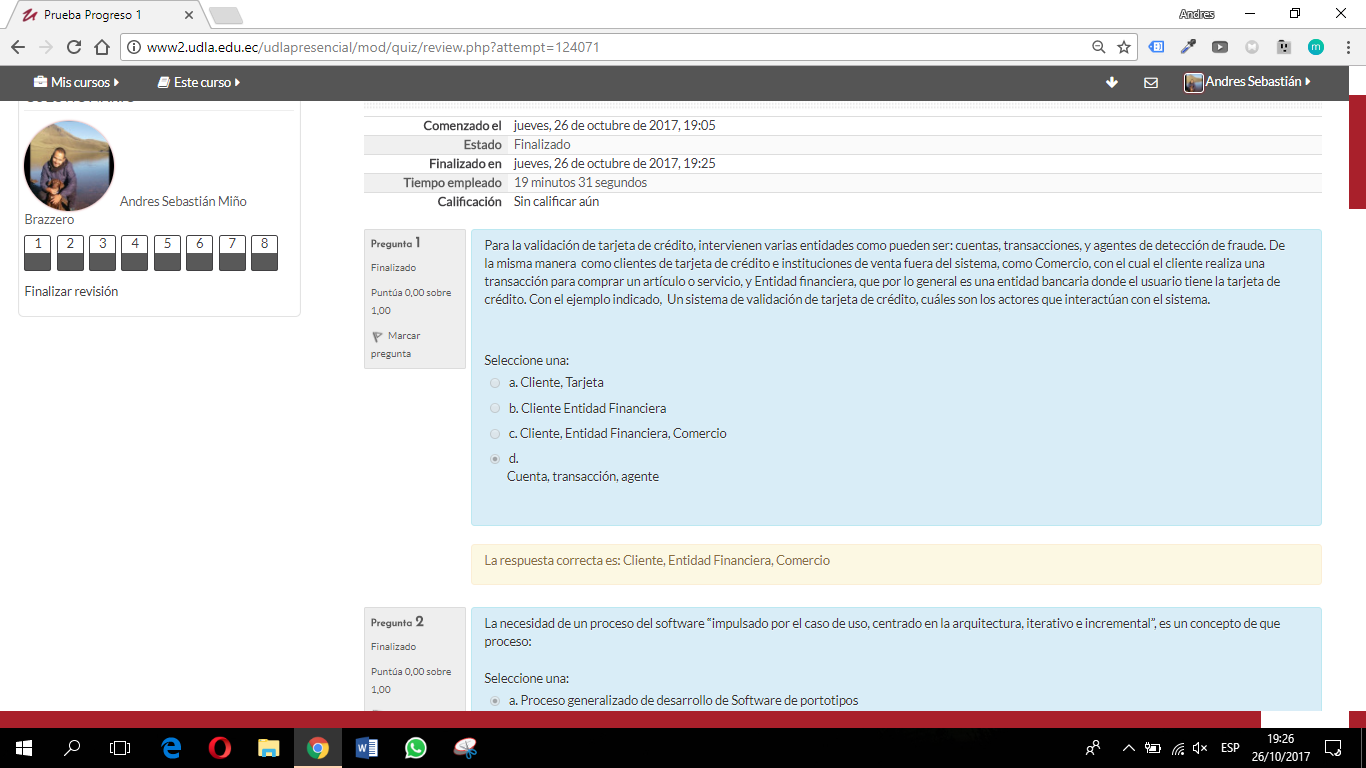 Prueba Progreso 1
Andres
www2.udla.edu.ec/udlapresencial/mod/quiz/review.php?attempt=124071
Mis cursos
Este curso
Andres Sebastián
Andres Sebastián Miño
Brazzero
1 2 3 4 5 6 7 8
Finalizar revisión
Comenzado el jueves, 26 de octubre de 2017, 19:05
Estado Finalizado
Finalizado en jueves, 26 de octubre de 2017, 19:25
Tiempo empleado 19 minutos 31 segundos
Calificación Sin calificar aún
Pregunta 1
Finalizado
Puntúa 0,00 sobre
1,00
Marcar
pregunta
Para la validación de tarjeta de crédito, intervienen varias entidades como pueden ser: cuentas, transacciones, y agentes de detección de fraude. De
la misma manera como clientes de tarjeta de crédito e instituciones de venta fuera del sistema, como Comercio, con el cual el cliente realiza una
transacción para comprar un artículo o servicio, y Entidad financiera, que por lo general es una entidad bancaria donde el usuario tiene la tarjeta de
crédito. Con el ejemplo indicado, Un sistema de validación de tarjeta de crédito, cuáles son los actores que interactúan con el sistema.
Seleccione una:
a. Cliente, Tarjeta
b. Cliente Entidad Financiera
c. Cliente, Entidad Financiera, Comercio
d.
Cuenta, transacción, agente
La respuesta correcta es: Cliente, Entidad Financiera, Comercio
Pregunta 2
Finalizado
Puntúa 0,00 sobre
1,00
La necesidad de un proceso del software “impulsado por el caso de uso, centrado en la arquitectura, iterativo e incremental”, es un concepto de que
proceso:
Seleccione una:
a. Proceso generalizado de desarrollo de Software de portotipos
ESP
19:26
26/10/2017